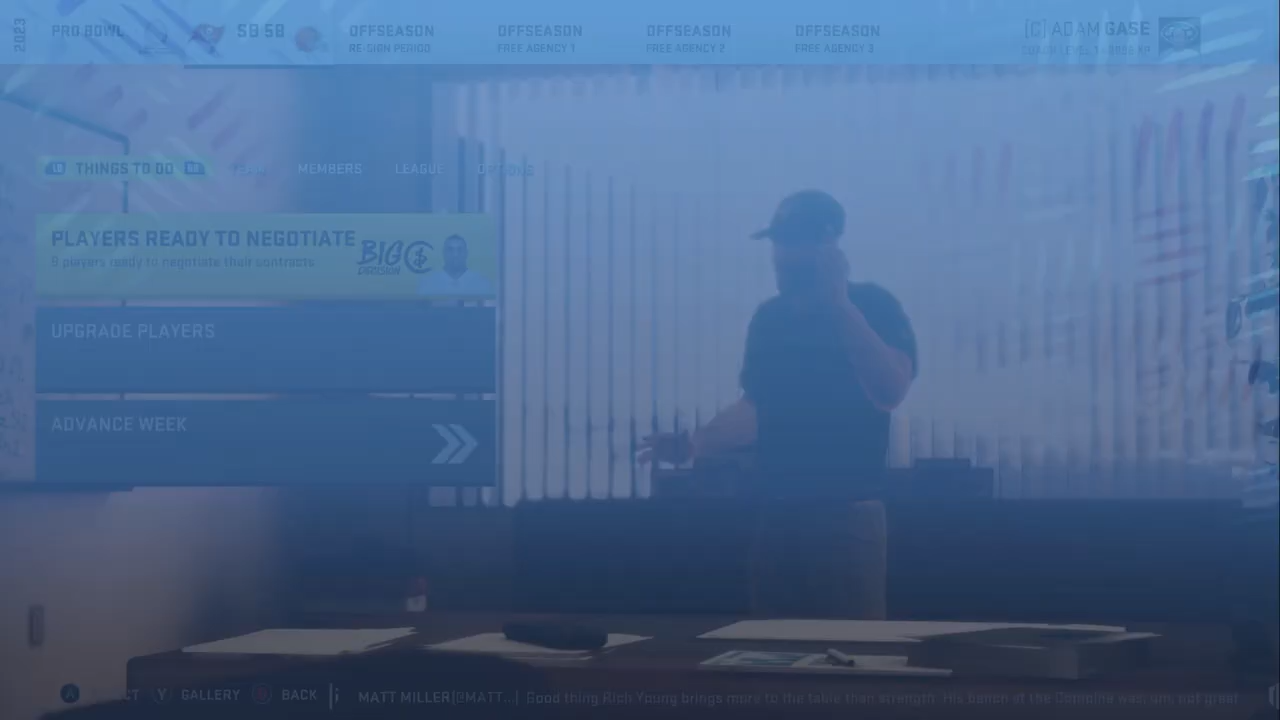 2023
PRO BOWL
SB 58
OFFSEASON
RE-SIGN PERIOD
OFFSEASON
FREE AGENCY 1
OFFSEASON
FREE AGENCY 2
OFFSEASON
FREE AGENCY 3
[C] ADAM GASE
THINGS TO DO TEAM MEMBERS LEAGUE OPTIONS
PLAYERS READY TO NEGOTIATE
9 players ready to negotiate their contracts
BIG DECISION
UPGRADE PLAYERS
ADVANCE WEEK
A Y GALLERY BACK MATT MILLER[@MATT...] Good thing Rich Young brings more to the table than strength. His bench at the Combine was, um, not great